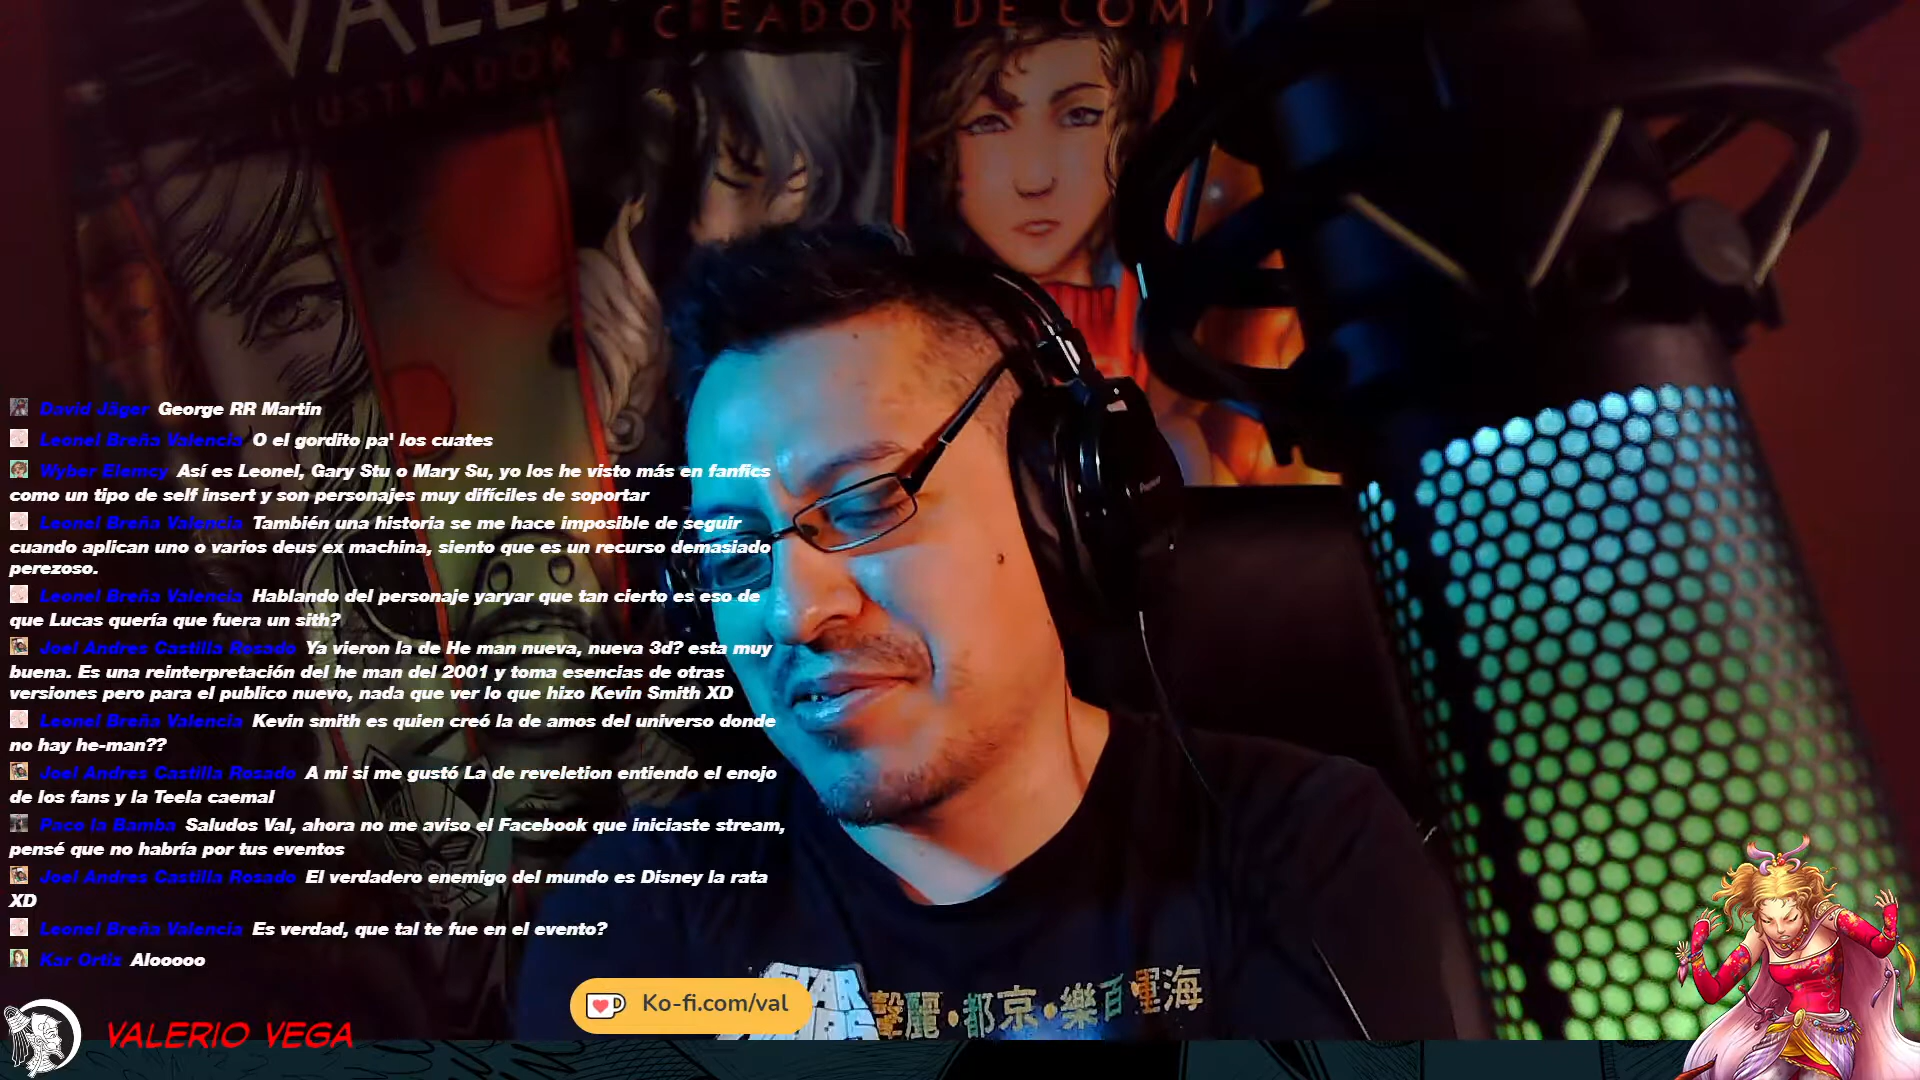 ILUSTRADOR & CREADOR DE COM
David Jäger George RR Martin
Leonel Breña Valencia O el gordito pa' los cuates
Wyber Elemcy Así es Leonel, Gary Stu o Mary Su, yo los he visto más en fanfics
como un tipo de self insert y son personajes muy difíciles de soportar
Leonel Breña Valencia También una historia se me hace imposible de seguir
cuando aplican uno o varios deus ex machina, siento que es un recurso demasiado
perezoso.
Leonel Breña Valencia Hablando del personaje yaryar que tan cierto es eso de
que Lucas quería que fuera un sith?
Joel Andres Castilla Rosado Ya vieron la de He man nueva, nueva 3d? esta muy
buena. Es una reinterpretación del he man del 2001 y toma esencias de otras
versiones pero para el publico nuevo, nada que ver lo que hizo Kevin Smith XD
Leonel Breña Valencia Kevin smith es quien creó la de amos del universo donde
no hay he-man??
Joel Andres Castilla Rosado A mi si me gustó La de reveletion entiendo el enojo
de los fans y la Teela caemal
Paco la Bamba Saludos Val, ahora no me aviso el Facebook que iniciaste stream,
pensé que no habría por tus eventos
Joel Andres Castilla Rosado El verdadero enemigo del mundo es Disney la rata
XD
Leonel Breña Valencia Es verdad, que tal te fue en el evento?
Kar Ortiz Alooooo
Ko-fi.com/val
VALERIO VEGA